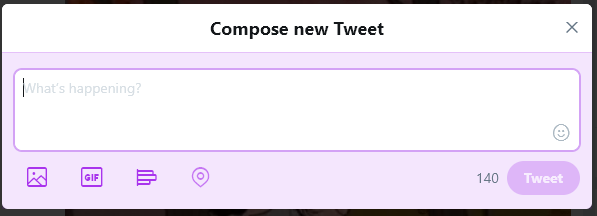 Compose new Tweet
What's happening?
GIF
140 Tweet